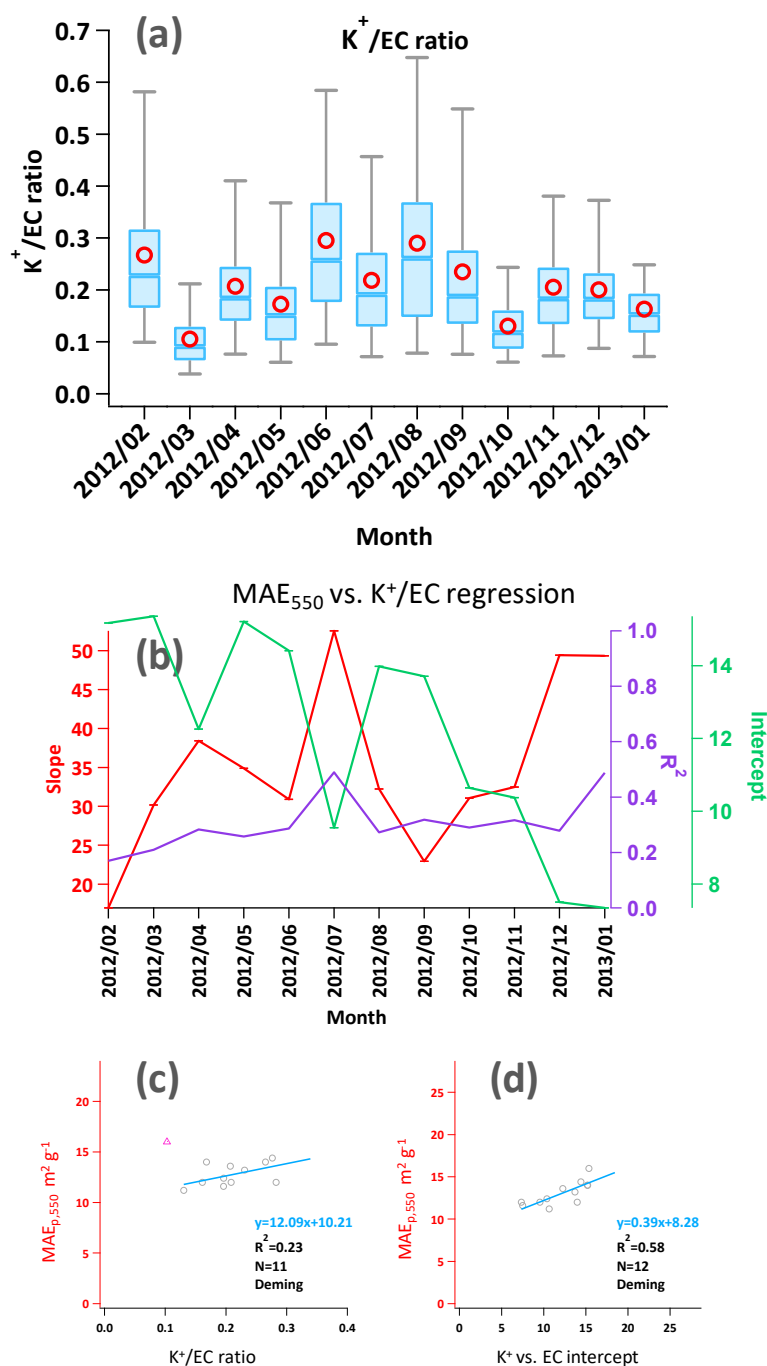 (a)
K⁺/EC ratio
K⁺/EC ratio
0.7
0.6
0.5
0.4
0.3
0.2
0.1
0.0
2012/02
2012/03
2012/04
2012/05
2012/06
2012/07
2012/08
2012/09
2012/10
2012/11
2012/12
2013/01
Month
MAE₅₅₀ vs. K⁺/EC regression
(b)
Slope
50
45
40
35
30
25
20
1.0
0.8
0.6
0.4
0.2
0.0
R²
14
12
10
8
Intercept
2012/02
2012/03
2012/04
2012/05
2012/06
2012/07
2012/08
2012/09
2012/10
2012/11
2012/12
2013/01
Month
(c)
MAEₚ,₅₅₀ m² g⁻¹
20
15
10
5
0
y=12.09x+10.21
R²=0.23
N=11
Deming
0.0 0.1 0.2 0.3 0.4
K⁺/EC ratio
(d)
MAEₚ,₅₅₀ m² g⁻¹
25
20
15
10
5
0
y=0.39x+8.28
R²=0.58
N=12
Deming
0 5 10 15 20 25
K⁺ vs. EC intercept